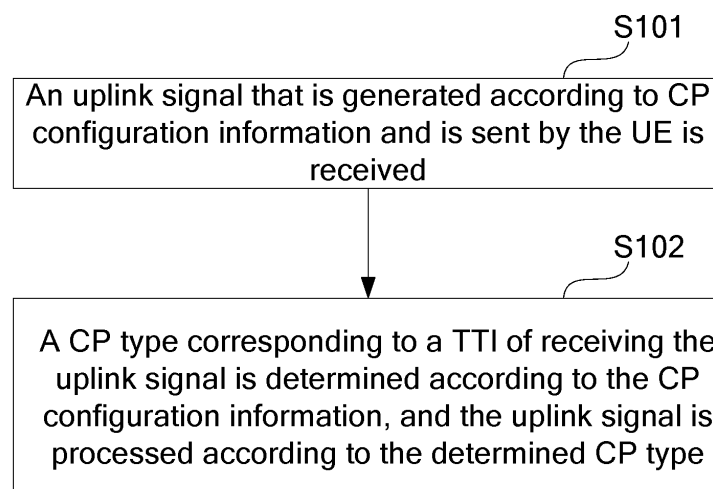 S101
An uplink signal that is generated according to CP
configuration information and is sent by the UE is
received
S102
A CP type corresponding to a TTI of receiving the
uplink signal is determined according to the CP
configuration information, and the uplink signal is
processed according to the determined CP type